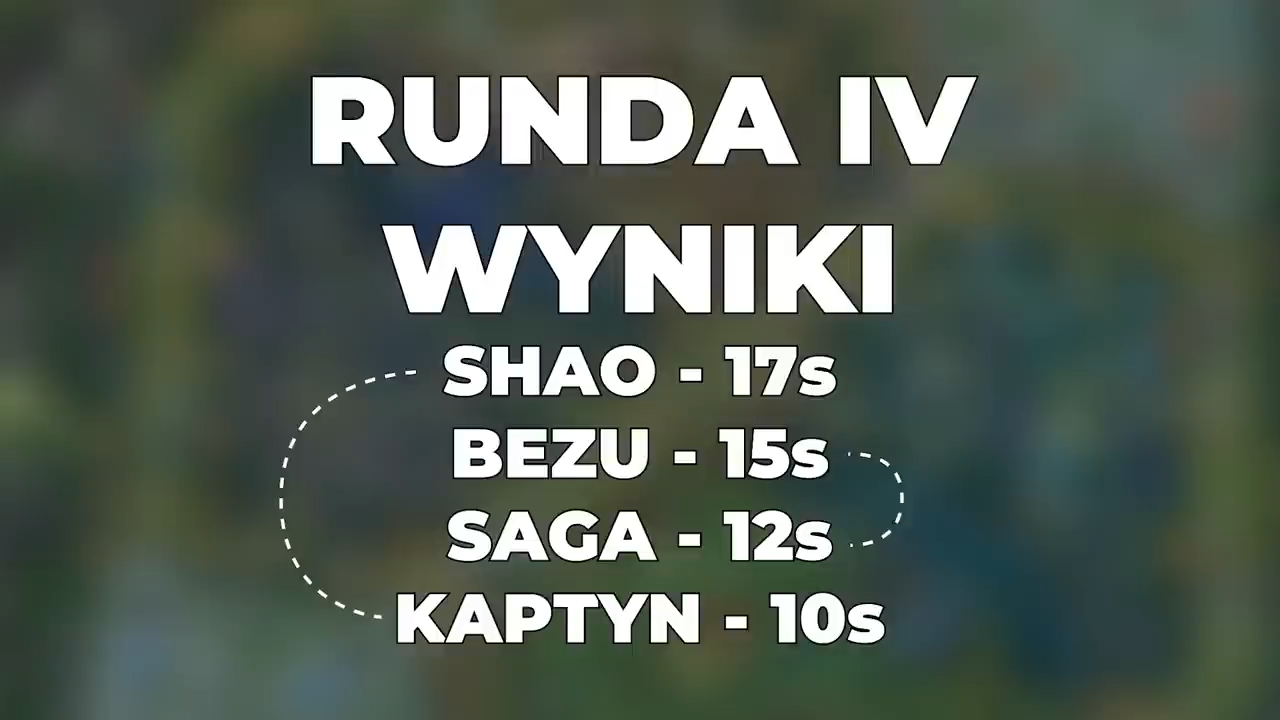 RUNDA IV
WYNIKI
SHAO - 17s
BEZU - 15s
SAGA - 12s
KAPTYN - 10s